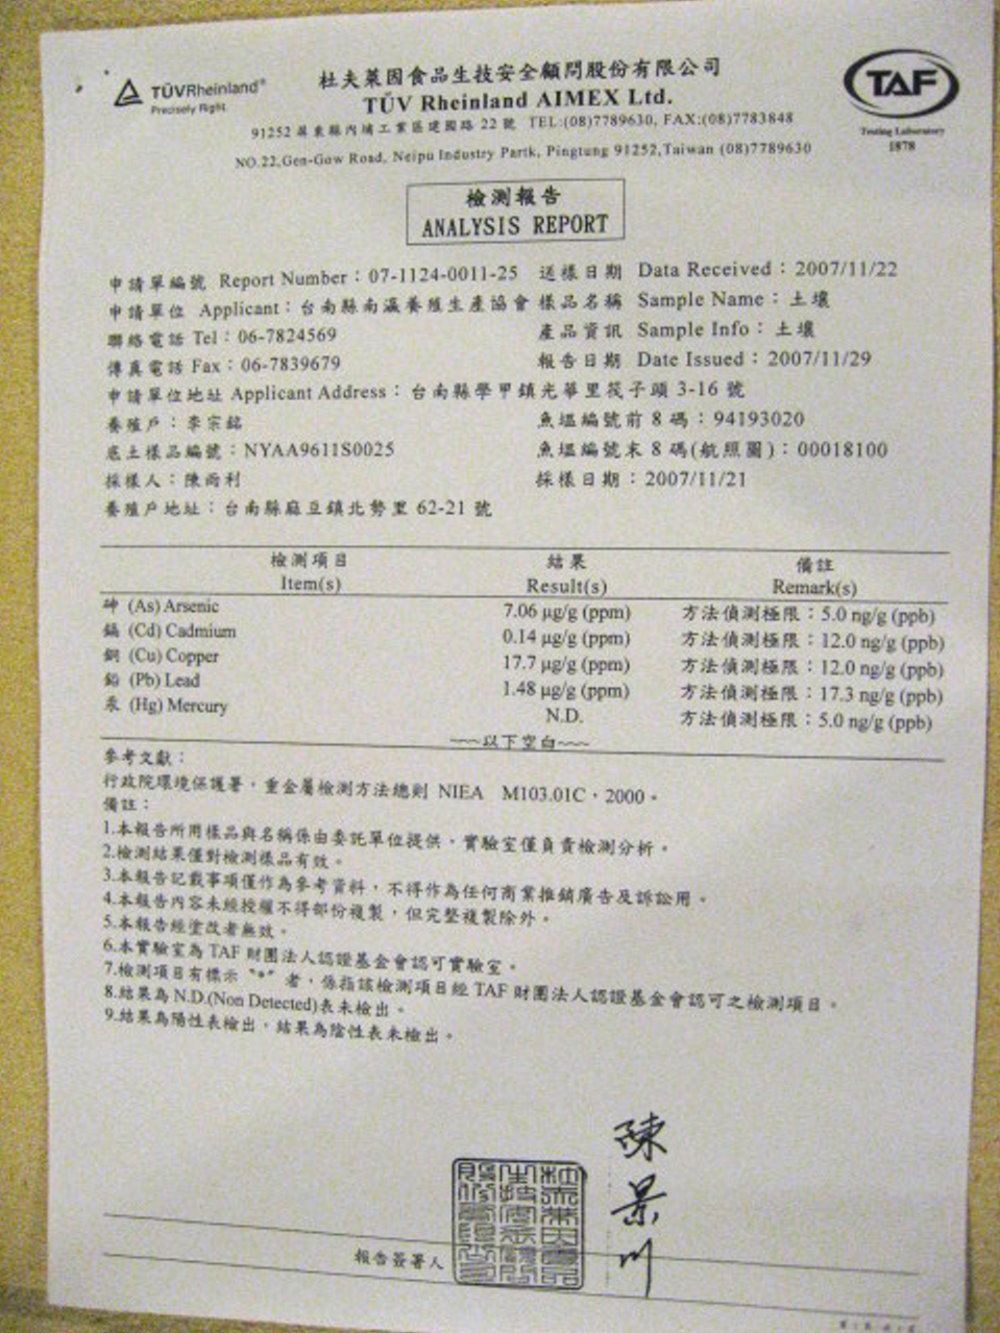 TÜVRheinland®
Precisely Right.
杜夫萊因食品生技安全顧問股份有限公司
TÜV Rheinland AIMEX Ltd.
91252 屏東縣內埔工業區建國路 22 號 TEL:(08)7789630, FAX:(08)7783848
NO.22,Gen-Gow Road, Neipu Industry Partk, Pingtung 91252,Taiwan (08)7789630
TAF
Testing Laboratory
1878
檢測報告
ANALYSIS REPORT
申請單編號 Report Number：07-1124-0011-25 送樣日期 Data Received：2007/11/22
申請單位 Applicant：台南縣南瀛養殖生產協會 樣品名稱 Sample Name：土壤
聯絡電話 Tel：06-7824569 產品資訊 Sample Info：土壤
傳真電話 Fax：06-7839679 報告日期 Date Issued：2007/11/29
申請單位地址 Applicant Address：台南縣學甲鎮光華里筏子頭 3-16 號
養殖戶：李宗銘 魚塭編號前 8 碼：94193020
底土樣品編號：NYAA9611S0025 魚塭編號末 8 碼(航照圖)：00018100
採樣人：陳尚利 採樣日期：2007/11/21
養殖戶地址：台南縣麻豆鎮北勢里 62-21 號
檢測項目 結果 備註
Item(s) Result(s) Remark(s)
砷 (As) Arsenic 7.06 μg/g (ppm) 方法偵測極限：5.0 ng/g (ppb)
鎘 (Cd) Cadmium 0.14 μg/g (ppm) 方法偵測極限：12.0 ng/g (ppb)
銅 (Cu) Copper 17.7 μg/g (ppm) 方法偵測極限：12.0 ng/g (ppb)
鉛 (Pb) Lead 1.48 μg/g (ppm) 方法偵測極限：17.3 ng/g (ppb)
汞 (Hg) Mercury N.D. 方法偵測極限：5.0 ng/g (ppb)
~~以下空白~~
參考文獻：
行政院環境保護署，重金屬檢測方法總則 NIEA M103.01C，2000。
備註：
1.本報告所用樣品與名稱係由委託單位提供，實驗室僅負責檢測分析。
2.檢測結果僅對檢測樣品有效。
3.本報告記載事項僅作為參考資料，不得作為任何商業推銷廣告及訴訟用。
4.本報告內容未經授權不得部份複製，但完整複製除外。
5.本報告經塗改者無效。
6.本實驗室為 TAF 財團法人認證基金會認可實驗室。
7.檢測項目有標示 "*" 者，係指該檢測項目經 TAF 財團法人認證基金會認可之檢測項目。
8.結果為 N.D.(Non Detected)表未檢出。
9.結果為陽性表檢出，結果為陰性表未檢出。
陳景川
杜夫萊因食品生技安全顧問股份有限公司
報告簽署人